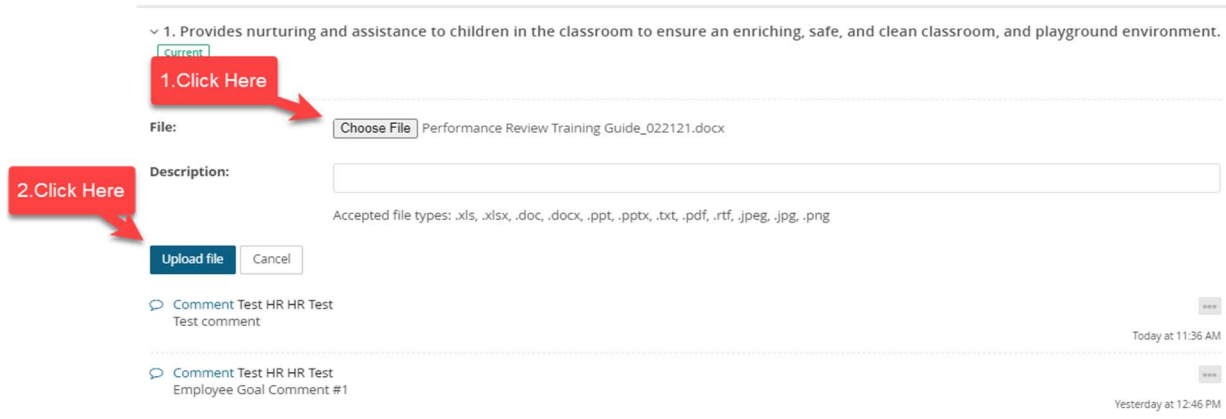 1. Provides nurturing and assistance to children in the classroom to ensure an enriching, safe, and clean classroom, and playground environment.
Current
1.Click Here
File:
Choose File Performance Review Training Guide_022121.docx
Description:
2.Click Here
Accepted file types: .xls, .xlsx, .doc, .docx, .ppt, .pptx, .txt, .pdf, .rtf, .jpeg, .jpg, .png
Upload file Cancel
Comment Test HR HR Test
Test comment
Today at 11:36 AM
Comment Test HR HR Test
Employee Goal Comment #1
Yesterday at 12:46 PM